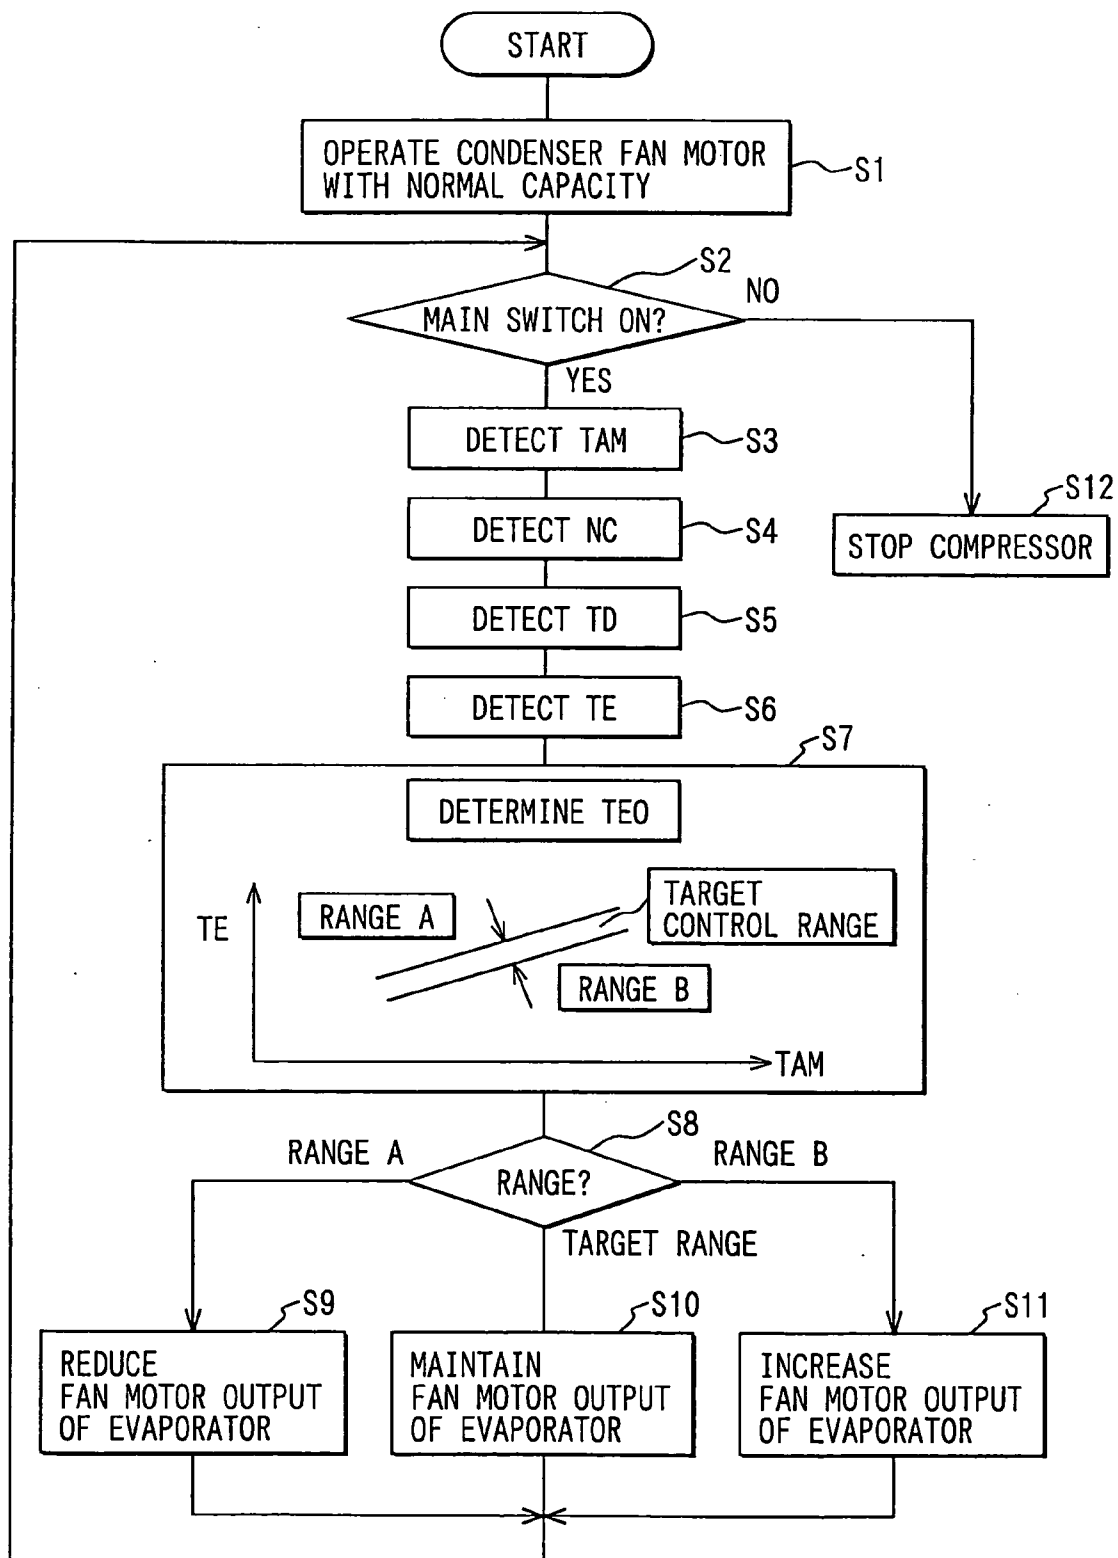 START
OPERATE CONDENSER FAN MOTOR
WITH NORMAL CAPACITY
S1
S2
MAIN SWITCH ON?
NO
YES
DETECT TAM
S3
DETECT NC
S4
S12
STOP COMPRESSOR
DETECT TD
S5
DETECT TE
S6
S7
DETERMINE TEO
TE
RANGE A
TARGET
CONTROL RANGE
RANGE B
TAM
S8
RANGE A
RANGE?
RANGE B
TARGET RANGE
S9
REDUCE
FAN MOTOR OUTPUT
OF EVAPORATOR
S10
MAINTAIN
FAN MOTOR OUTPUT
OF EVAPORATOR
S11
INCREASE
FAN MOTOR OUTPUT
OF EVAPORATOR